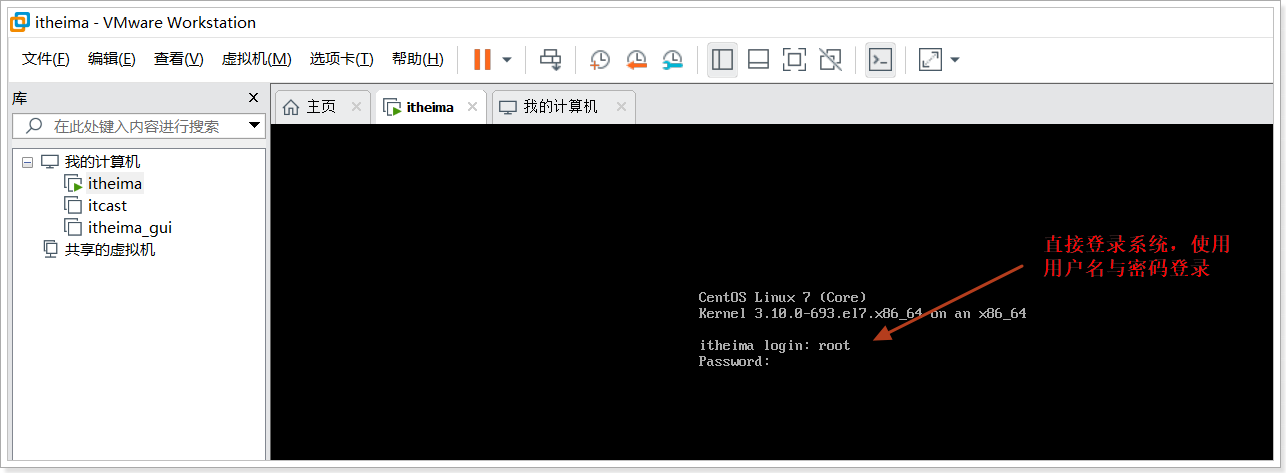 itheima - VMware Workstation
文件(F) 编辑(E) 查看(V) 虚拟机(M) 选项卡(T) 帮助(H)
库 X
主页 × itheima × 我的计算机 ×
在此处键入内容进行搜索
我的计算机
itheima
itcast
itheima_gui
共享的虚拟机
直接登录系统，使用
用户名与密码登录
CentOS Linux 7 (Core)
Kernel 3.10.0-693.el7.x86_64 on an x86_64
itheima login: root
Password: